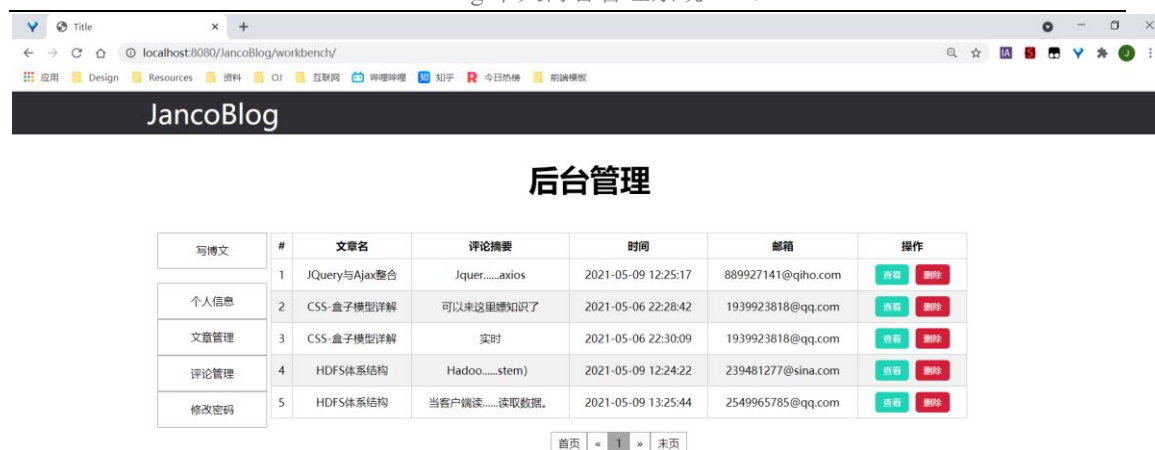 Title × +
localhost:8080/JancoBlog/workbench/
应用 Design Resources 资料 OJ 互联网 哔哩哔哩 知乎 今日热榜 前端模板
JancoBlog
后台管理
写博文
个人信息
文章管理
评论管理
修改密码
# 文章名 评论摘要 时间 邮箱 操作
1 JQuery与Ajax整合 Jquer......axios 2021-05-09 12:25:17 889927141@qiho.com 查看 删除
2 CSS-盒子模型详解 可以来这里嫖知识了 2021-05-06 22:28:42 1939923818@qq.com 查看 删除
3 CSS-盒子模型详解 实时 2021-05-06 22:30:09 1939923818@qq.com 查看 删除
4 HDFS体系结构 Hadoo......stem) 2021-05-09 12:24:22 239481277@sina.com 查看 删除
5 HDFS体系结构 当客户端读......读取数据。 2021-05-09 13:25:44 2549965785@qq.com 查看 删除
首页 « 1 » 末页